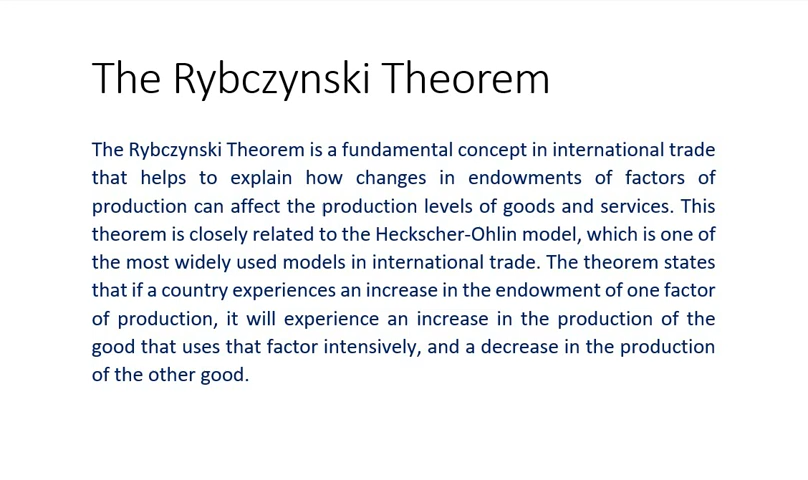 The Rybczynski Theorem
The Rybczynski Theorem is a fundamental concept in international trade
that helps to explain how changes in endowments of factors of
production can affect the production levels of goods and services. This
theorem is closely related to the Heckscher-Ohlin model, which is one of
the most widely used models in international trade. The theorem states
that if a country experiences an increase in the endowment of one factor
of production, it will experience an increase in the production of the
good that uses that factor intensively, and a decrease in the production
of the other good.